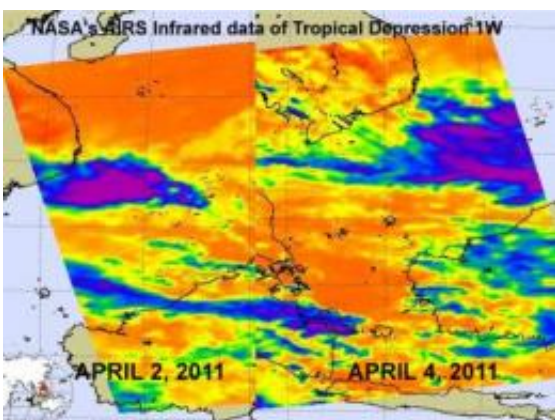 NASA's AIRS Infrared data of Tropical Depression 1W
APRIL 2, 2011
APRIL 4, 2011